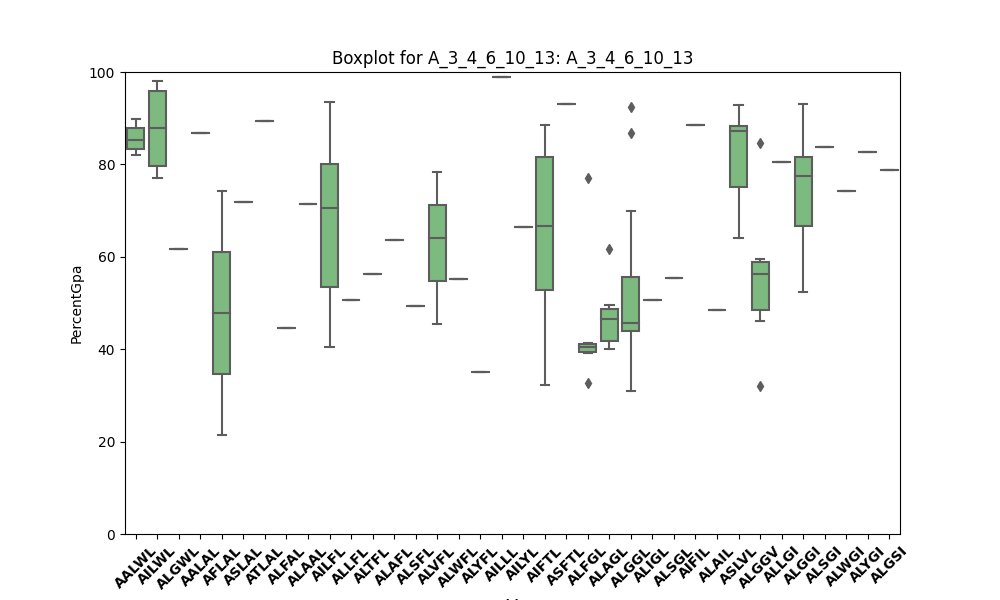 Boxplot for A_3_4_6_10_13: A_3_4_6_10_13
100
80
60
40
20
0
PercentGpa
AALWL
AILWL
ALGWL
AALAL
AFLAL
ASLAL
ATLAL
ALFAL
ALAAL
AILFL
ALLFL
ALTFL
ALAFL
ALSFL
ALVFL
ALWFL
ALYFL
AILLL
AILYL
AIFTL
ASFTL
ALFGL
ALAGL
ALGGL
ALIGL
ALSGL
AIFIL
ALAIL
ASLVL
ALGGV
ALLGI
ALGGI
ALSGI
ALWGI
ALYGI
ALGSI